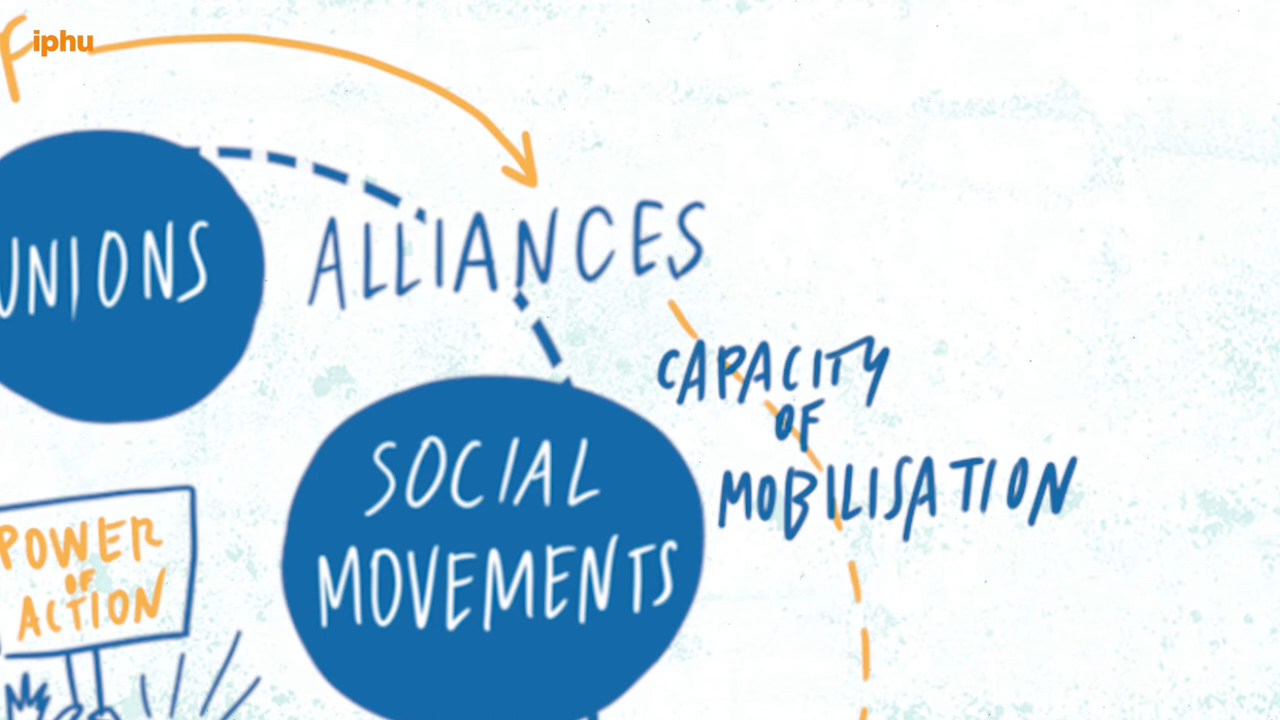 iphu
UNIONS
ALLIANCES
CAPACITY
OF
MOBILISATION
SOCIAL
MOVEMENTS
POWER
OF
ACTION